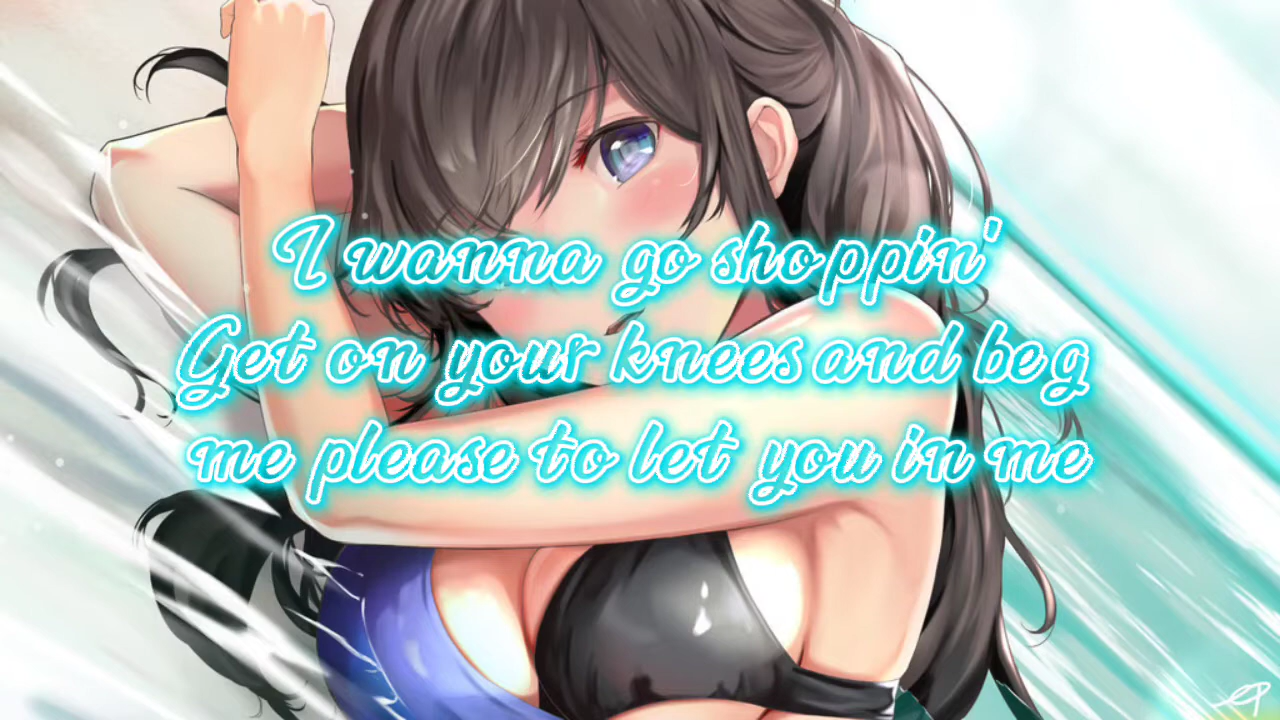 I wanna go shoppin'
Get on your knees and beg
me please to let you in me